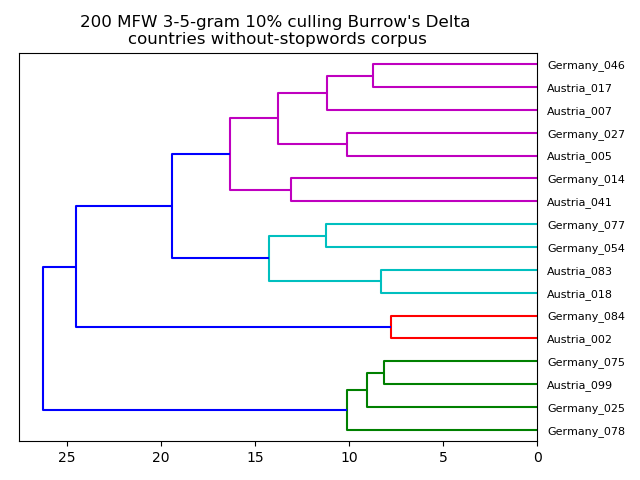 200 MFW 3-5-gram 10% culling Burrow's Delta
countries without-stopwords corpus
Germany_046
Austria_017
Austria_007
Germany_027
Austria_005
Germany_014
Austria_041
Germany_077
Germany_054
Austria_083
Austria_018
Germany_084
Austria_002
Germany_075
Austria_099
Germany_025
Germany_078
25 20 15 10 5 0